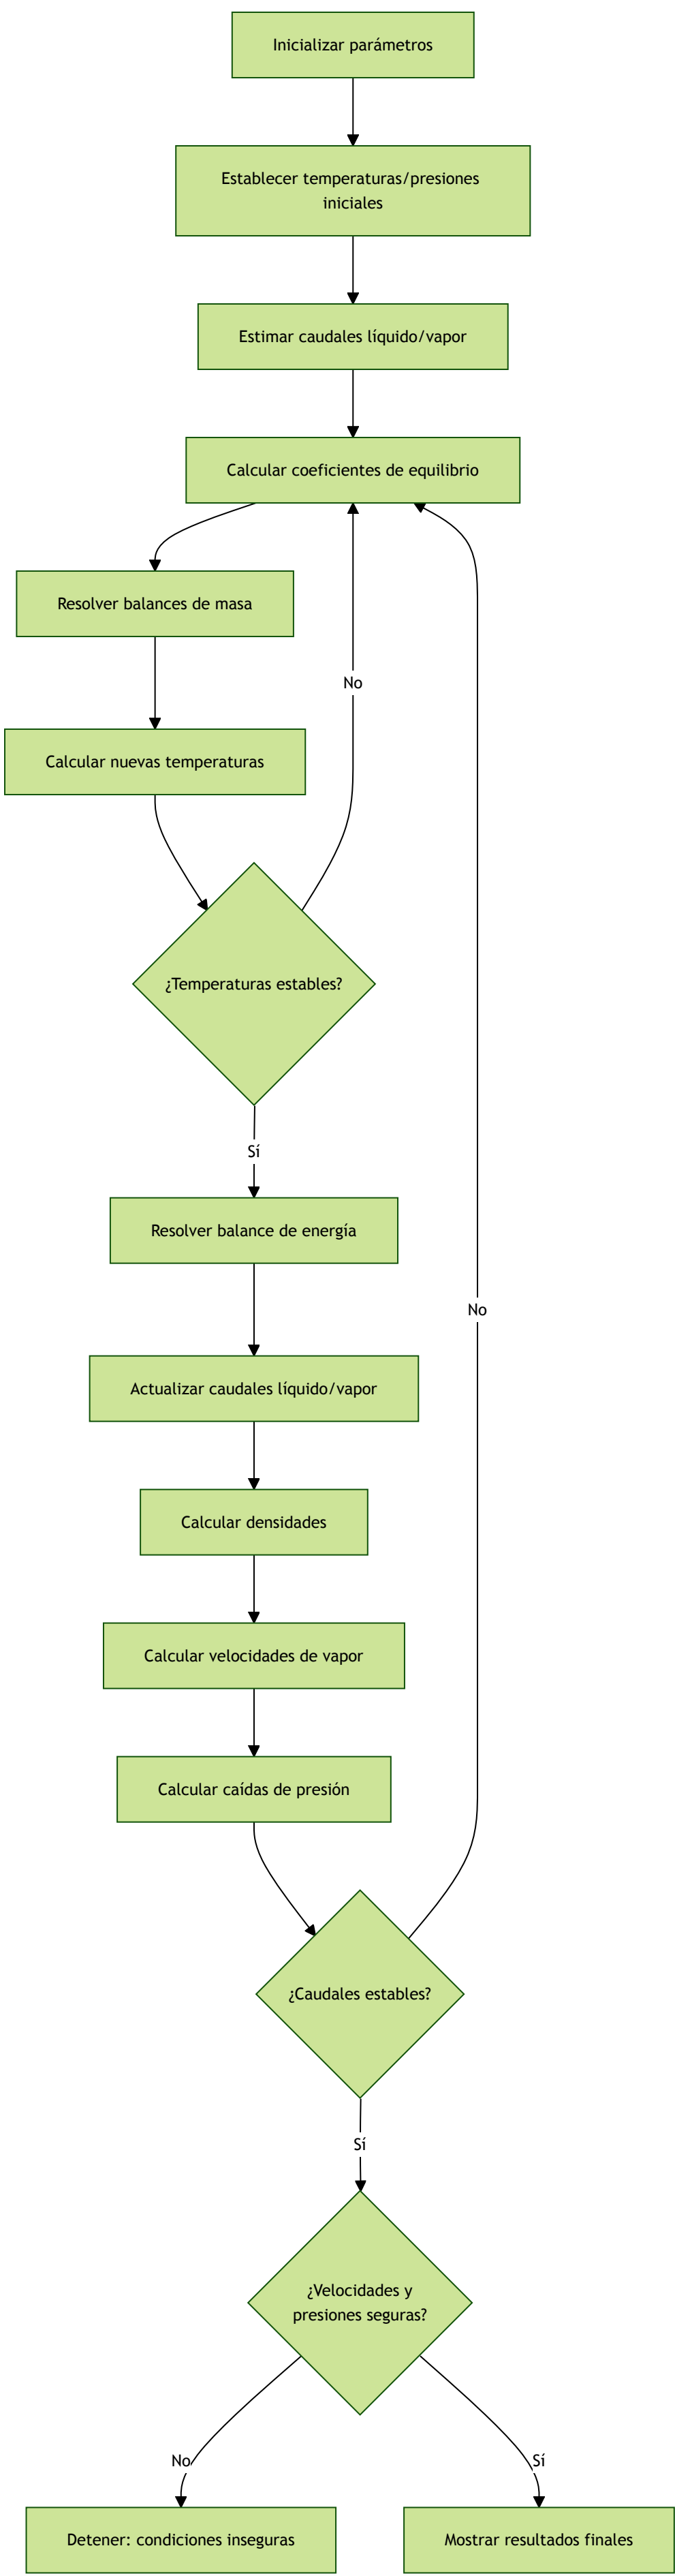 Inicializar parámetros
Establecer temperaturas/presiones
iniciales
Estimar caudales líquido/vapor
Calcular coeficientes de equilibrio
Resolver balances de masa
No
Calcular nuevas temperaturas
¿Temperaturas estables?
Sí
Resolver balance de energía
No
Actualizar caudales líquido/vapor
Calcular densidades
Calcular velocidades de vapor
Calcular caídas de presión
¿Caudales estables?
Sí
¿Velocidades y
presiones seguras?
No
Sí
Detener: condiciones inseguras
Mostrar resultados finales